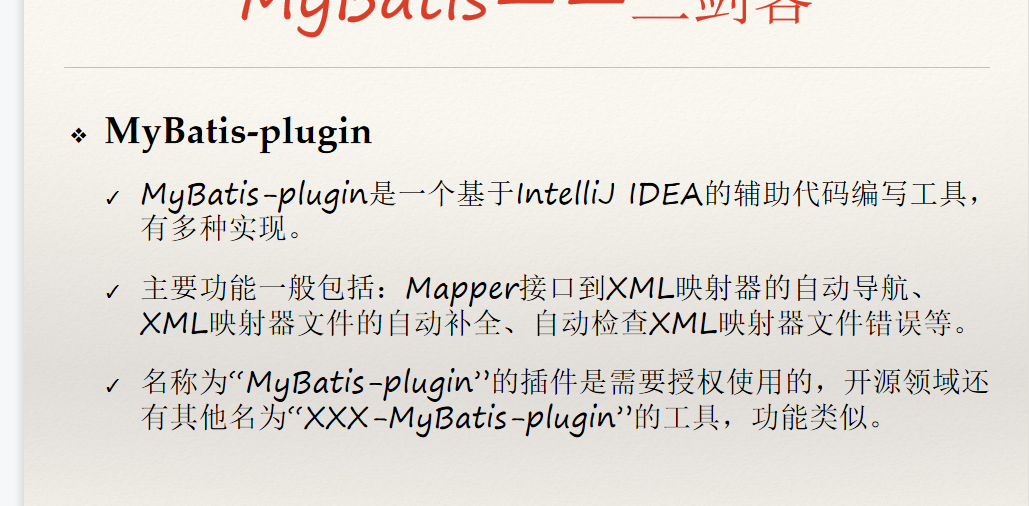 MyBatis——三剑客
MyBatis-plugin
MyBatis-plugin是一个基于IntelliJ IDEA的辅助代码编写工具，
有多种实现。
主要功能一般包括：Mapper接口到XML映射器的自动导航、
XML映射器文件的自动补全、自动检查XML映射器文件错误等。
名称为“MyBatis-plugin”的插件是需要授权使用的，开源领域还
有其他名为“XXX-MyBatis-plugin”的工具，功能类似。